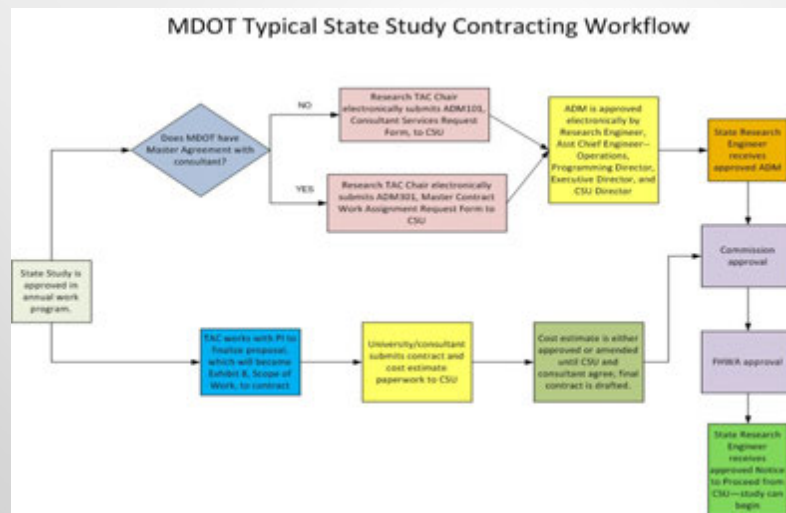 MDOT Typical State Study Contracting Workflow
Does MDOT have
Master Agreement with
consultant?
NO
YES
Research TAC Chair
electronically submits ADM101,
Consultant Services Request
Form, to CSU
Research TAC Chair electronically
submits ADM301, Master Contract
Work Assignment Request Form to
CSU
ADM is approved
electronically by
Research Engineer,
Asst Chief Engineer--
Operations,
Programming Director,
Executive Director, and
CSU Director
State Research
Engineer
receives
approved ADM
Commission
approval
FHWA approval
State Research
Engineer
receives
approved Notice
to Proceed from
CSU—study can
begin
State Study is
approved in
annual work
program.
TAC works with PI to
finalize proposal,
which will become
Exhibit 8, Scope of
Work, to contract
University/consultant
submits contract and
cost estimate
paperwork to CSU
Cost estimate is either
approved or amended
until CSU and
consultant agree, final
contract is drafted.